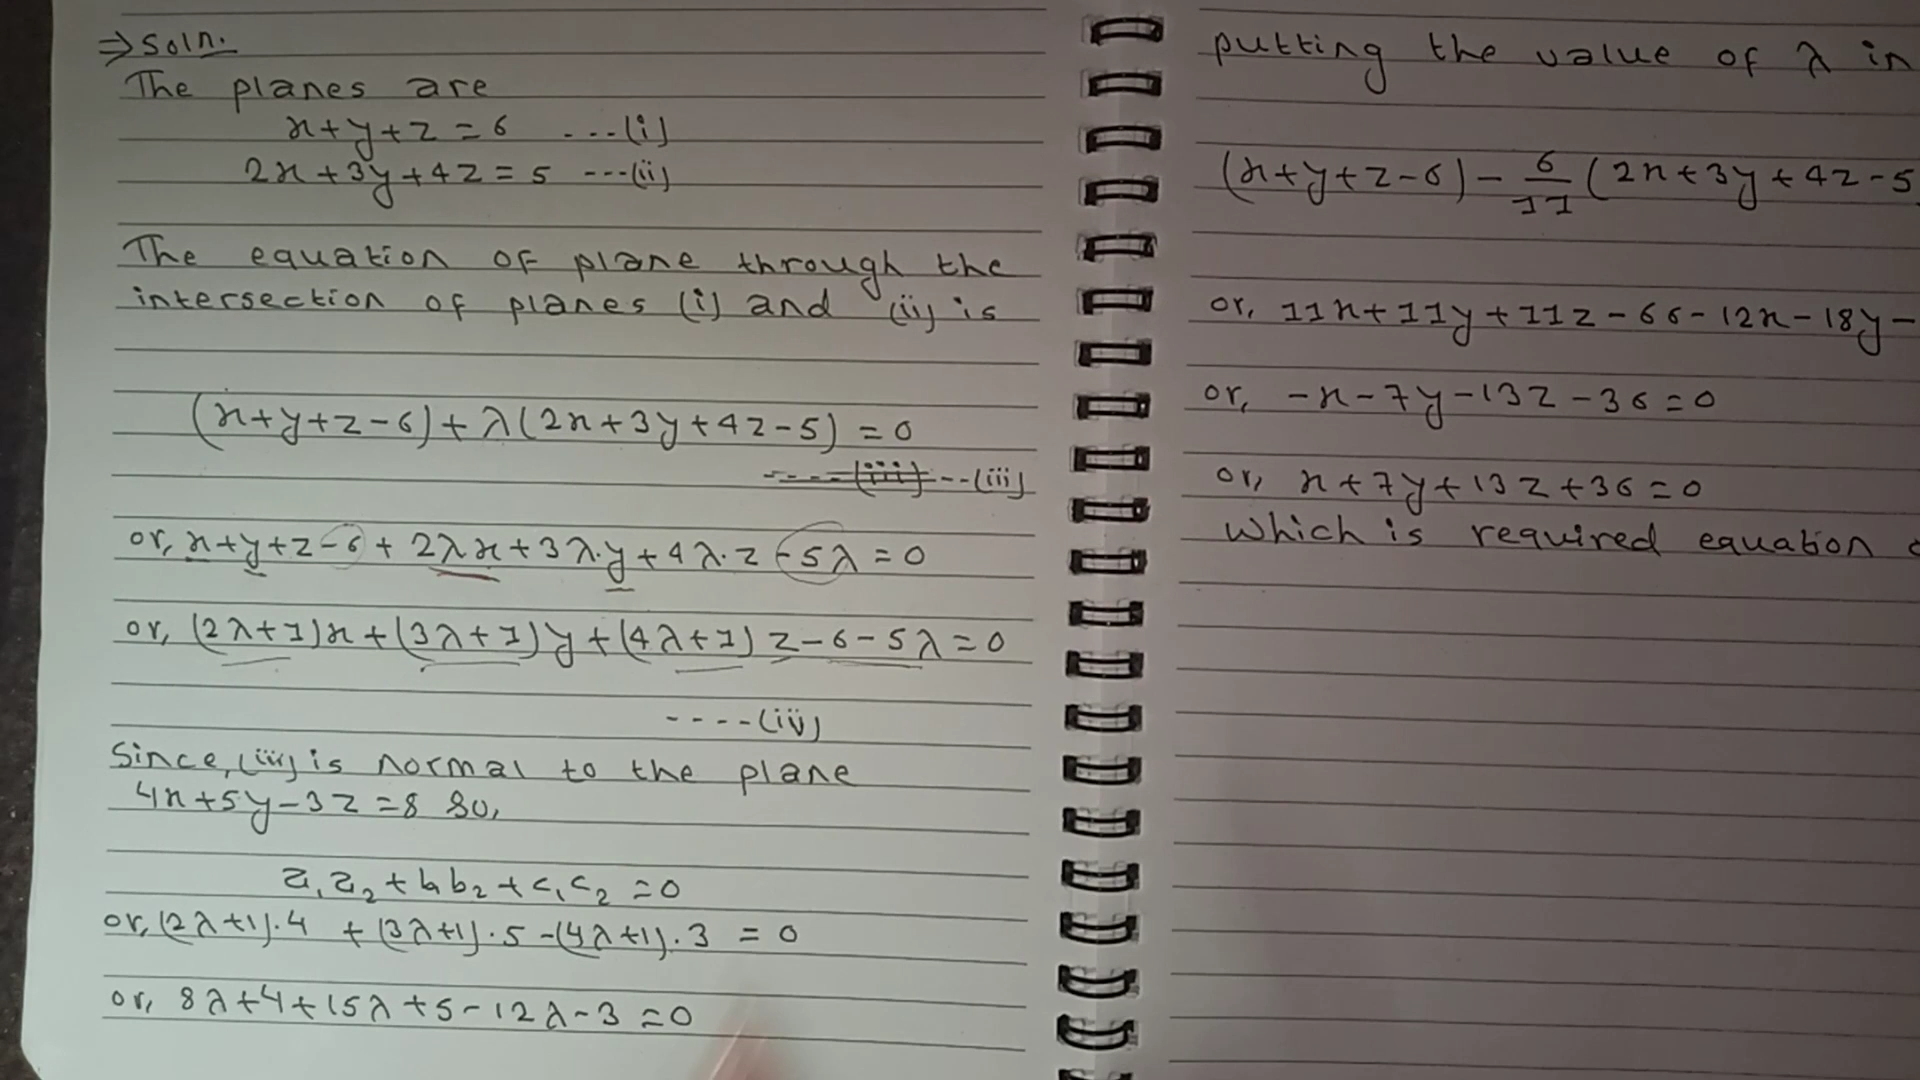 ⇒ Soln.
The planes are
x+y+z=6 ---(i)
2x+3y+4z=5 ---(ii)
The equation of plane through the
intersection of planes (i) and (ii) is
(x+y+z-6)+λ(2x+3y+4z-5)=0
----(iii)--(iii)
or, x+y+z-6+2λx+3λ.y+4λ.z-5λ=0
or, (2λ+1)x+(3λ+1)y+(4λ+1)z-6-5λ=0
----(iv)
Since, (iii) is normal to the plane
4x+5y-3z=8 So,
a₁a₂+b₁b₂+c₁c₂=0
or, (2λ+1).4+(3λ+1).5-(4λ+1).3=0
or, 8λ+4+15λ+5-12λ-3=0
putting the value of λ in
(x+y+z-6)-6/11(2x+3y+4z-5
or, 11x+11y+11z-66-12x-18y-
or, -x-7y-13z-36=0
or, x+7y+13z+36=0
which is required equation